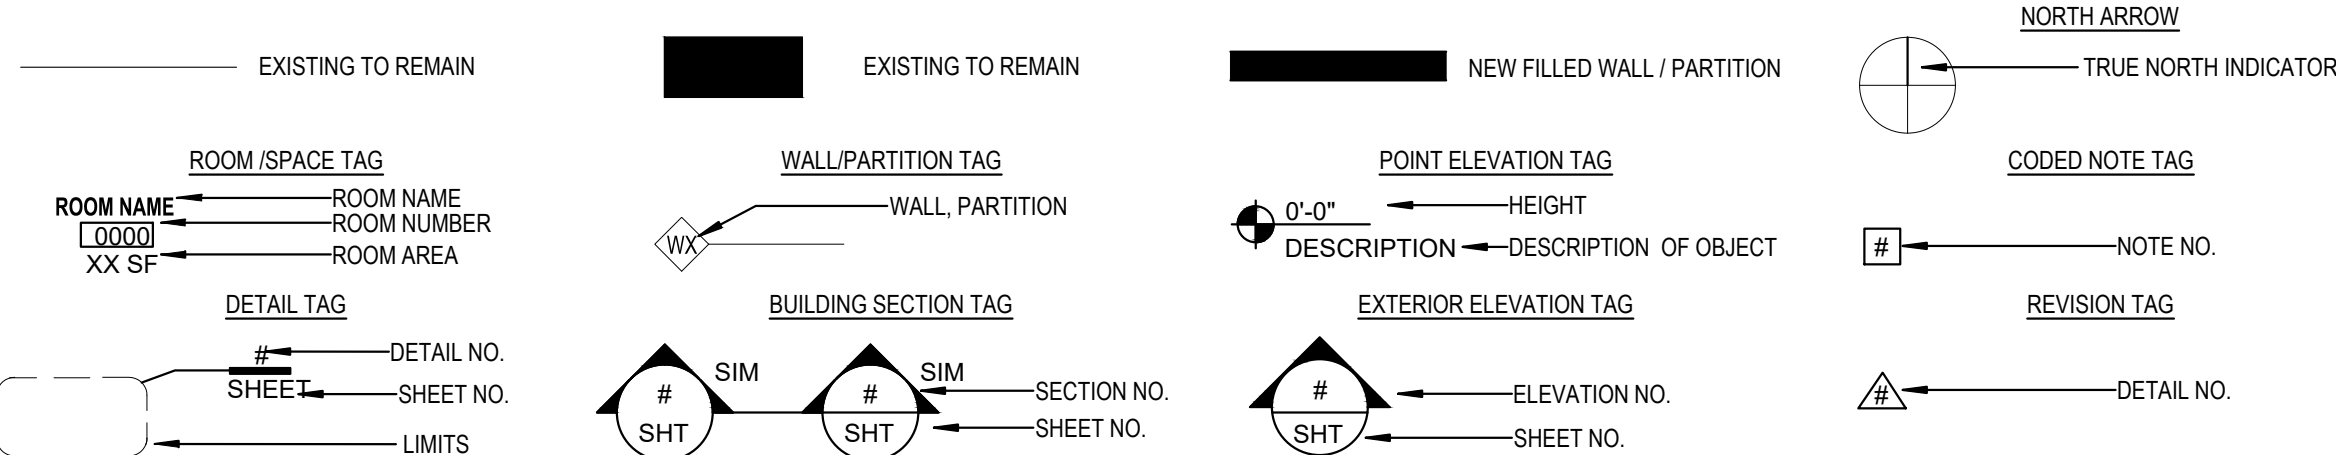 NORTH ARROW
EXISTING TO REMAIN
EXISTING TO REMAIN
NEW FILLED WALL / PARTITION
TRUE NORTH INDICATOR
ROOM /SPACE TAG
ROOM NAME
ROOM NAME
0000
ROOM NUMBER
XX SF
ROOM AREA
WALL/PARTITION TAG
WALL, PARTITION
WX
POINT ELEVATION TAG
0'-0"
HEIGHT
DESCRIPTION
DESCRIPTION OF OBJECT
CODED NOTE TAG
#
NOTE NO.
DETAIL TAG
#
DETAIL NO.
SHEET
SHEET NO.
LIMITS
BUILDING SECTION TAG
SIM
SIM
#
#
SECTION NO.
SHT
SHT
SHEET NO.
EXTERIOR ELEVATION TAG
#
ELEVATION NO.
SHT
SHEET NO.
REVISION TAG
#
DETAIL NO.